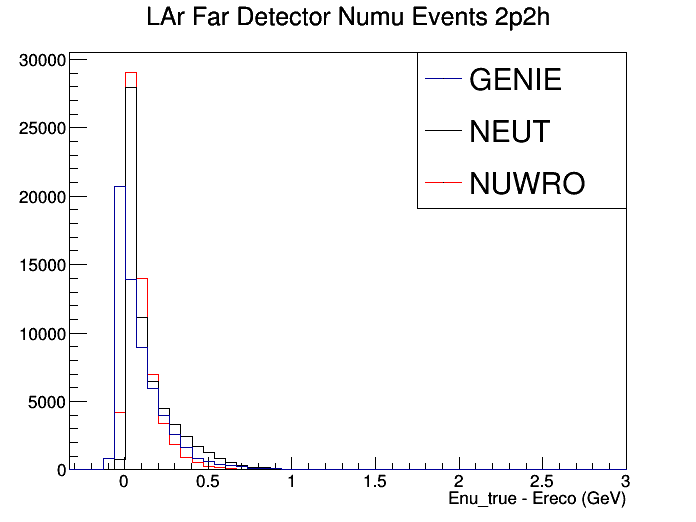 LAr Far Detector Numu Events 2p2h
30000
25000
20000
15000
10000
5000
0
GENIE
NEUT
NUWRO
0 0.5 1 1.5 2 2.5 3
Enu_true - Ereco (GeV)